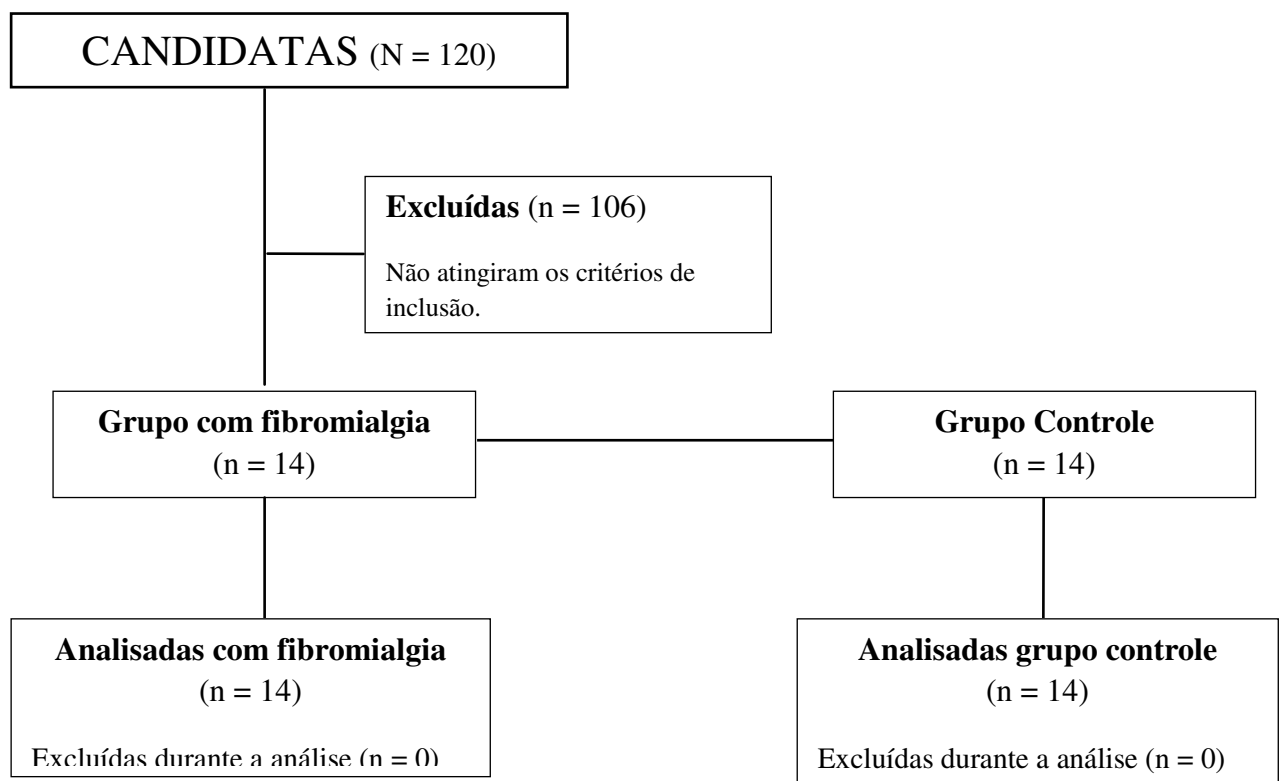 CANDIDATAS (N = 120)
Excluídas (n = 106)
Não atingiram os critérios de
inclusão.
Grupo com fibromialgia
(n = 14)
Grupo Controle
(n = 14)
Analisadas com fibromialgia
(n = 14)
Excluídas durante a análise (n = 0)
Analisadas grupo controle
(n = 14)
Excluídas durante a análise (n = 0)